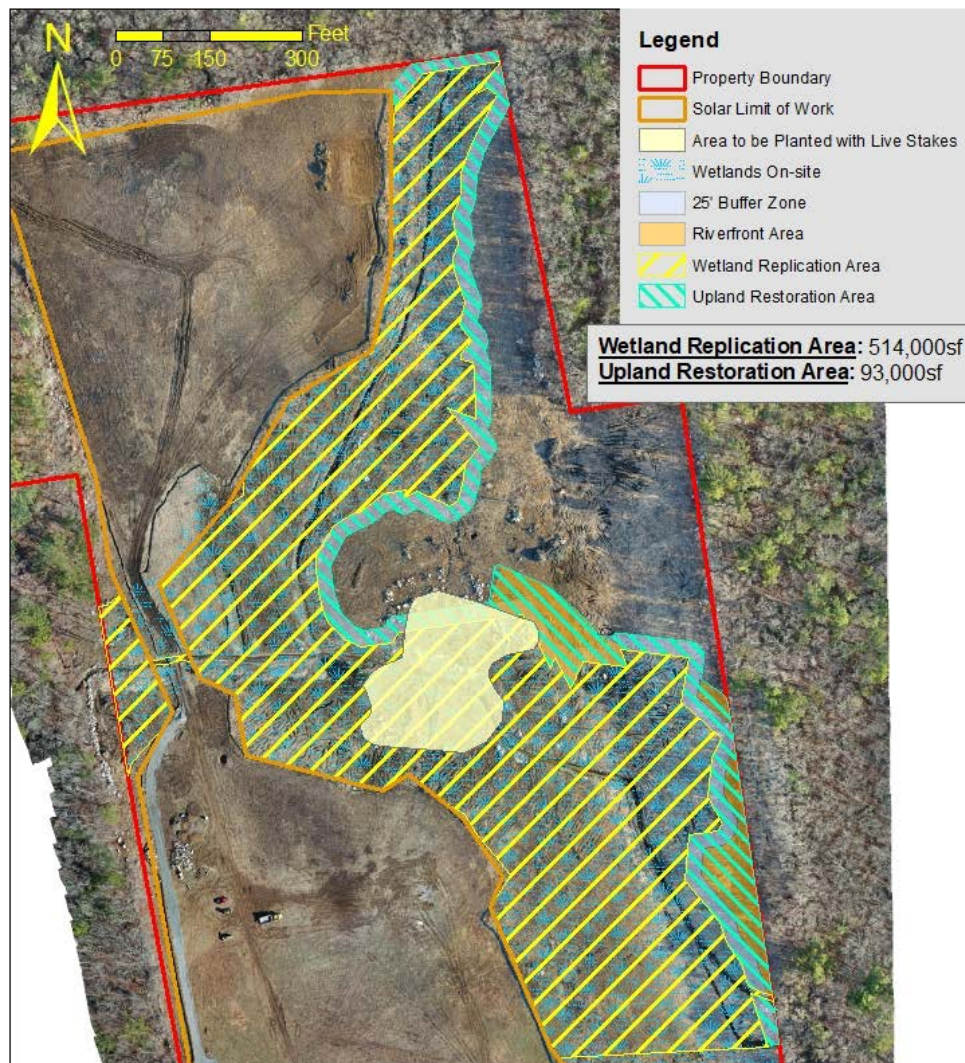 N
Feet
0 75 150 300
Legend
Property Boundary
Solar Limit of Work
Area to be Planted with Live Stakes
Wetlands On-site
25' Buffer Zone
Riverfront Area
Wetland Replication Area
Upland Restoration Area
Wetland Replication Area: 514,000sf
Upland Restoration Area: 93,000sf